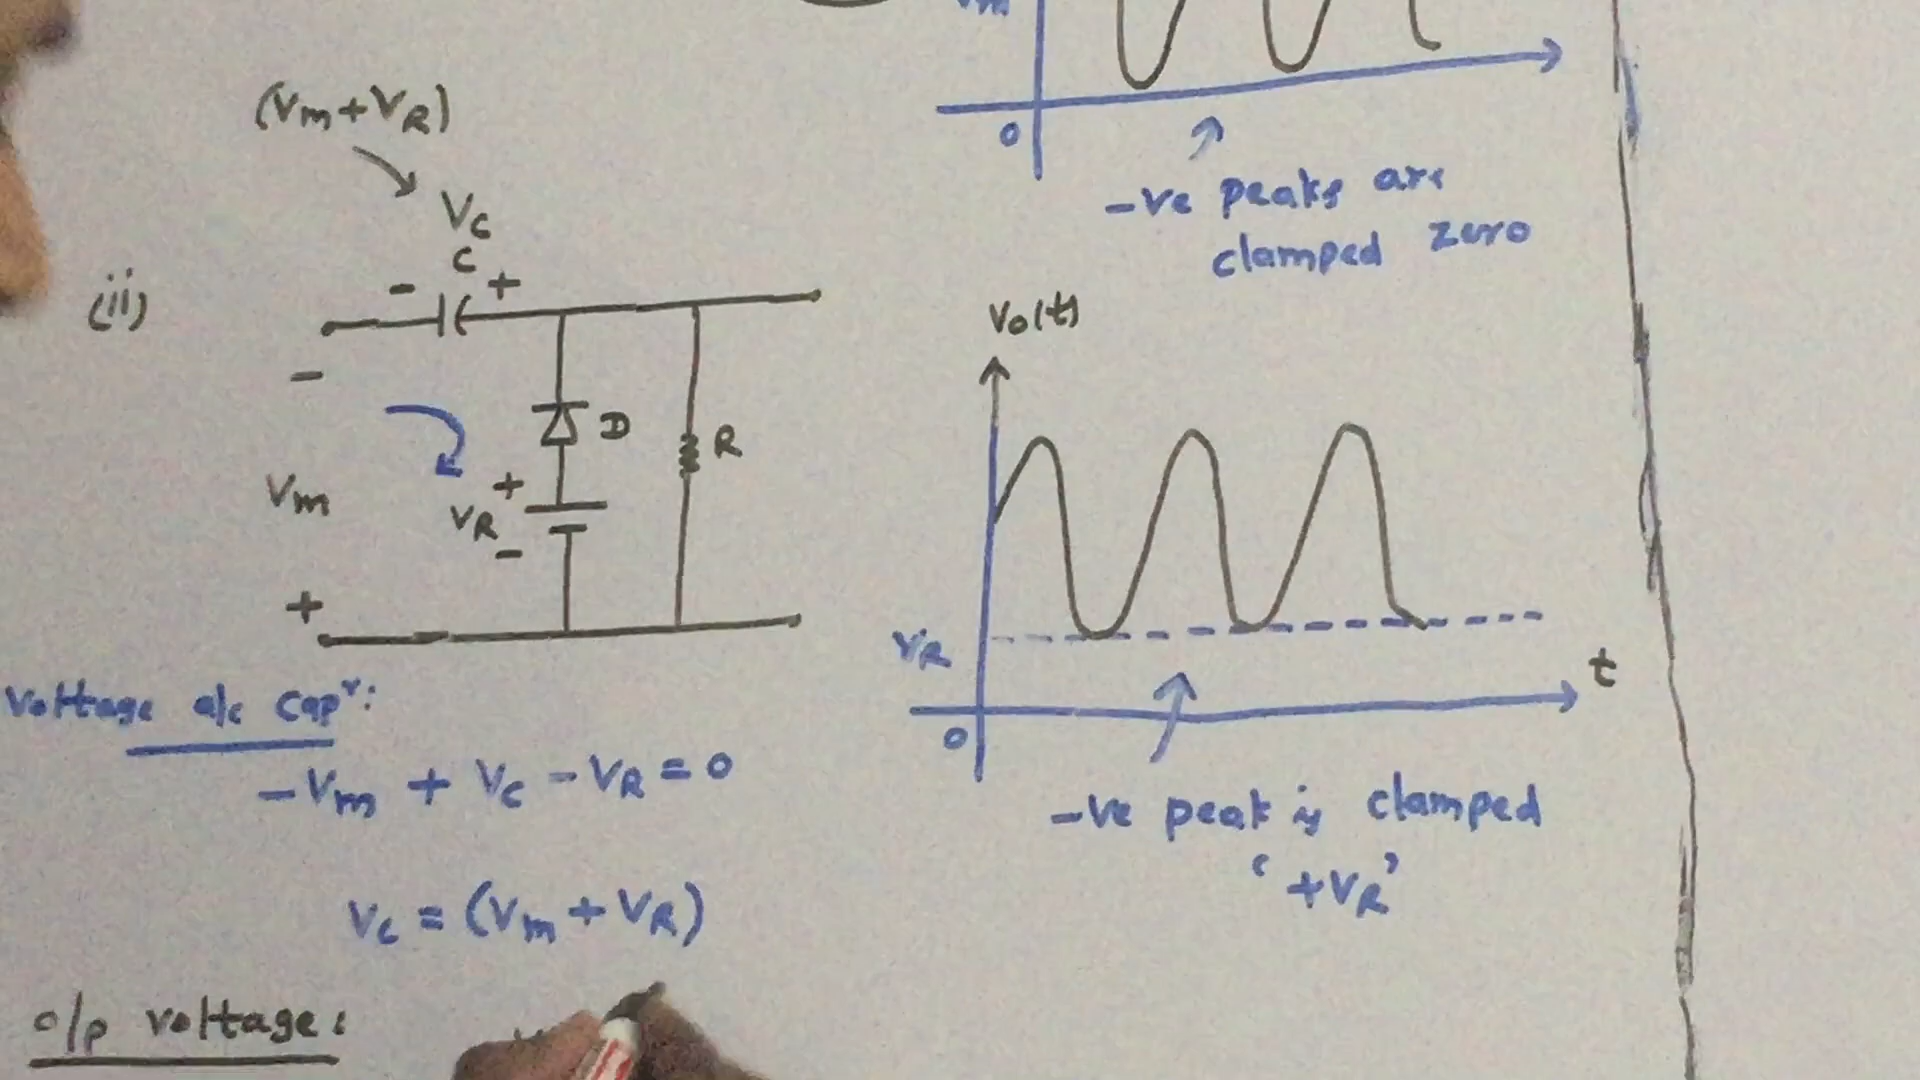 Vm
0
-ve peaks are
clamped zero
(Vm+VR)
Vc
C
- +
(ii)
-
D
R
Vm
+
VR
-
+
Voltage a/c Capr:
-Vm + Vc - VR = 0
Vc = (Vm + VR)
o/p voltage:
Vo(t)
VR
t
0
-ve peak is clamped
'+VR'